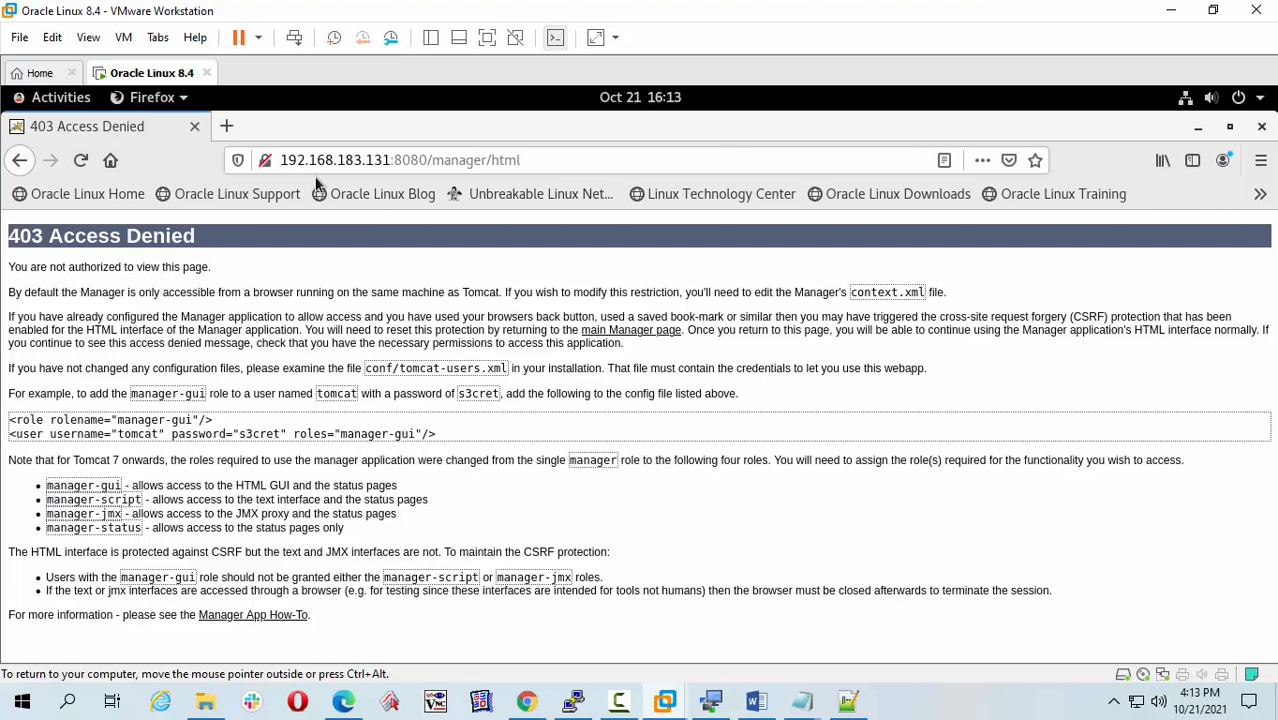 Oracle Linux 8.4 - VMware Workstation
File Edit View VM Tabs Help
Home Oracle Linux 8.4
Activities Firefox Oct 21 16:13
403 Access Denied
192.168.183.131:8080/manager/html
Oracle Linux Home Oracle Linux Support Oracle Linux Blog Unbreakable Linux Net... Linux Technology Center Oracle Linux Downloads Oracle Linux Training
403 Access Denied
You are not authorized to view this page.
By default the Manager is only accessible from a browser running on the same machine as Tomcat. If you wish to modify this restriction, you'll need to edit the Manager's context.xml file.
If you have already configured the Manager application to allow access and you have used your browsers back button, used a saved book-mark or similar then you may have triggered the cross-site request forgery (CSRF) protection that has been
enabled for the HTML interface of the Manager application. You will need to reset this protection by returning to the main Manager page. Once you return to this page, you will be able to continue using the Manager application's HTML interface normally. If
you continue to see this access denied message, check that you have the necessary permissions to access this application.
If you have not changed any configuration files, please examine the file conf/tomcat-users.xml in your installation. That file must contain the credentials to let you use this webapp.
For example, to add the manager-gui role to a user named tomcat with a password of s3cret, add the following to the config file listed above.
<role rolename="manager-gui"/>
<user username="tomcat" password="s3cret" roles="manager-gui"/>
Note that for Tomcat 7 onwards, the roles required to use the manager application were changed from the single manager role to the following four roles. You will need to assign the role(s) required for the functionality you wish to access.
manager-gui - allows access to the HTML GUI and the status pages
manager-script - allows access to the text interface and the status pages
manager-jmx - allows access to the JMX proxy and the status pages
manager-status - allows access to the status pages only
The HTML interface is protected against CSRF but the text and JMX interfaces are not. To maintain the CSRF protection:
Users with the manager-gui role should not be granted either the manager-script or manager-jmx roles.
If the text or jmx interfaces are accessed through a browser (e.g. for testing since these interfaces are intended for tools not humans) then the browser must be closed afterwards to terminate the session.
For more information - please see the Manager App How-To.
To return to your computer, move the mouse pointer outside or press Ctrl+Alt.
4:13 PM
10/21/2021